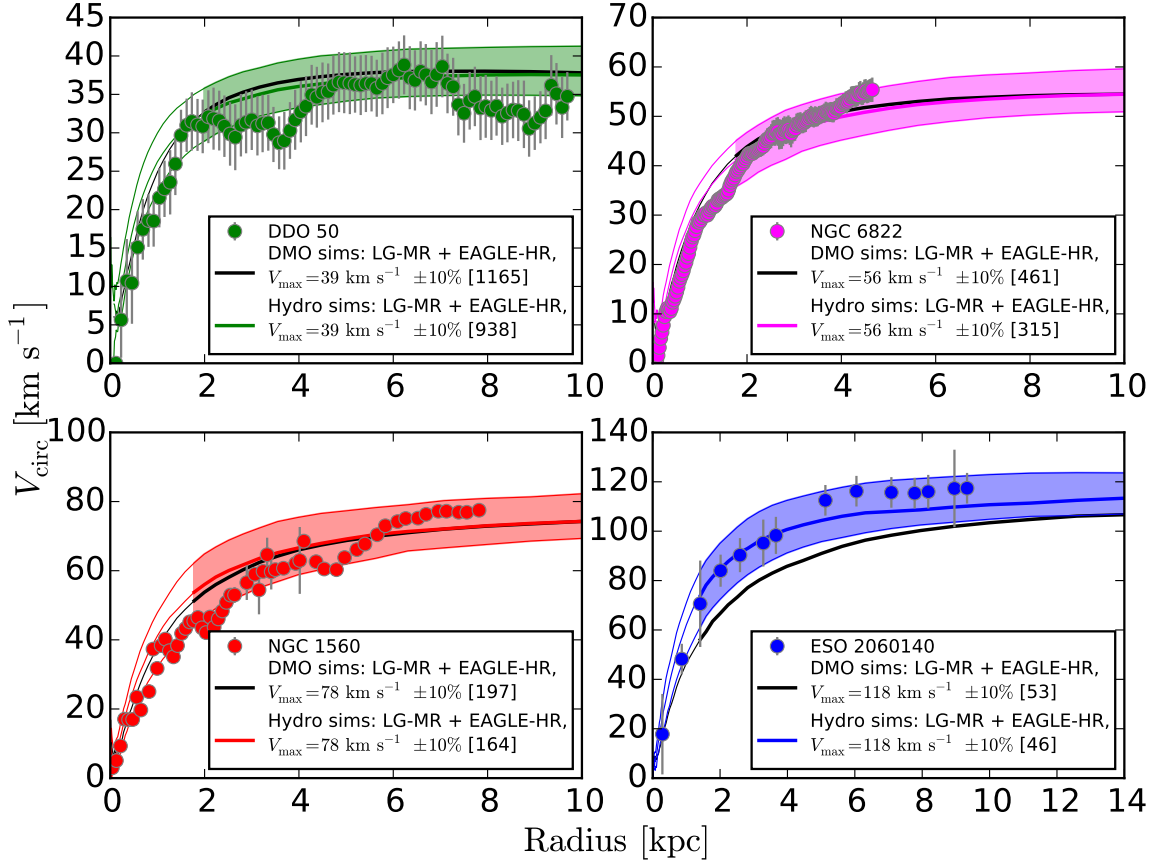 45
40
35
30
25
20
15
10
5
0
0 2 4 6 8 10
DDO 50
DMO sims: LG-MR + EAGLE-HR,
V_max=39 km s⁻¹ ±10% [1165]
Hydro sims: LG-MR + EAGLE-HR,
V_max=39 km s⁻¹ ±10% [938]
70
60
50
40
30
20
10
0
0 2 4 6 8 10
NGC 6822
DMO sims: LG-MR + EAGLE-HR,
V_max=56 km s⁻¹ ±10% [461]
Hydro sims: LG-MR + EAGLE-HR,
V_max=56 km s⁻¹ ±10% [315]
V_circ [km s⁻¹]
100
80
60
40
20
0
0 2 4 6 8 10
NGC 1560
DMO sims: LG-MR + EAGLE-HR,
V_max=78 km s⁻¹ ±10% [197]
Hydro sims: LG-MR + EAGLE-HR,
V_max=78 km s⁻¹ ±10% [164]
140
120
100
80
60
40
20
0
0 2 4 6 8 10 12 14
ESO 2060140
DMO sims: LG-MR + EAGLE-HR,
V_max=118 km s⁻¹ ±10% [53]
Hydro sims: LG-MR + EAGLE-HR,
V_max=118 km s⁻¹ ±10% [46]
Radius [kpc]